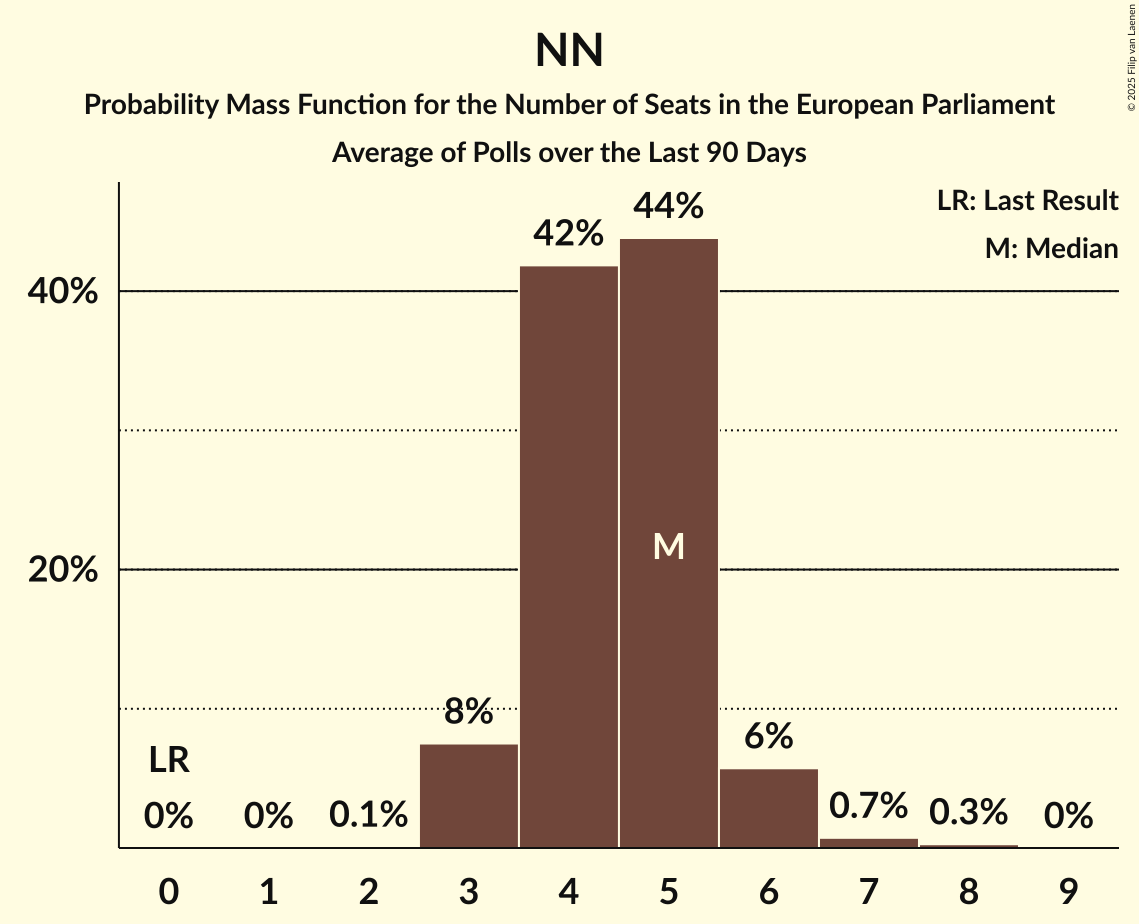 NN
Probability Mass Function for the Number of Seats in the European Parliament
Average of Polls over the Last 90 Days
© 2025 Filip van Laenen
LR: Last Result
M: Median
44%
42%
40%
M
20%
8%
6%
LR
0%
0%
0.1%
0.7%
0.3%
0%
0 1 2 3 4 5 6 7 8 9